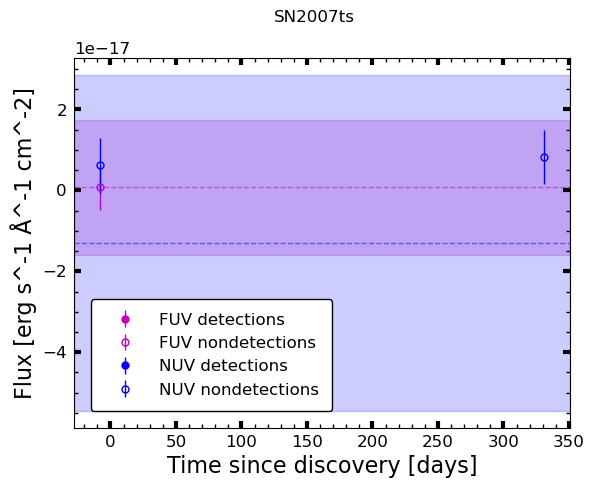 SN2007ts
1e−17
2
0
−2
−4
Flux [erg s^-1 Å^-1 cm^-2]
FUV detections
FUV nondetections
NUV detections
NUV nondetections
0 50 100 150 200 250 300 350
Time since discovery [days]